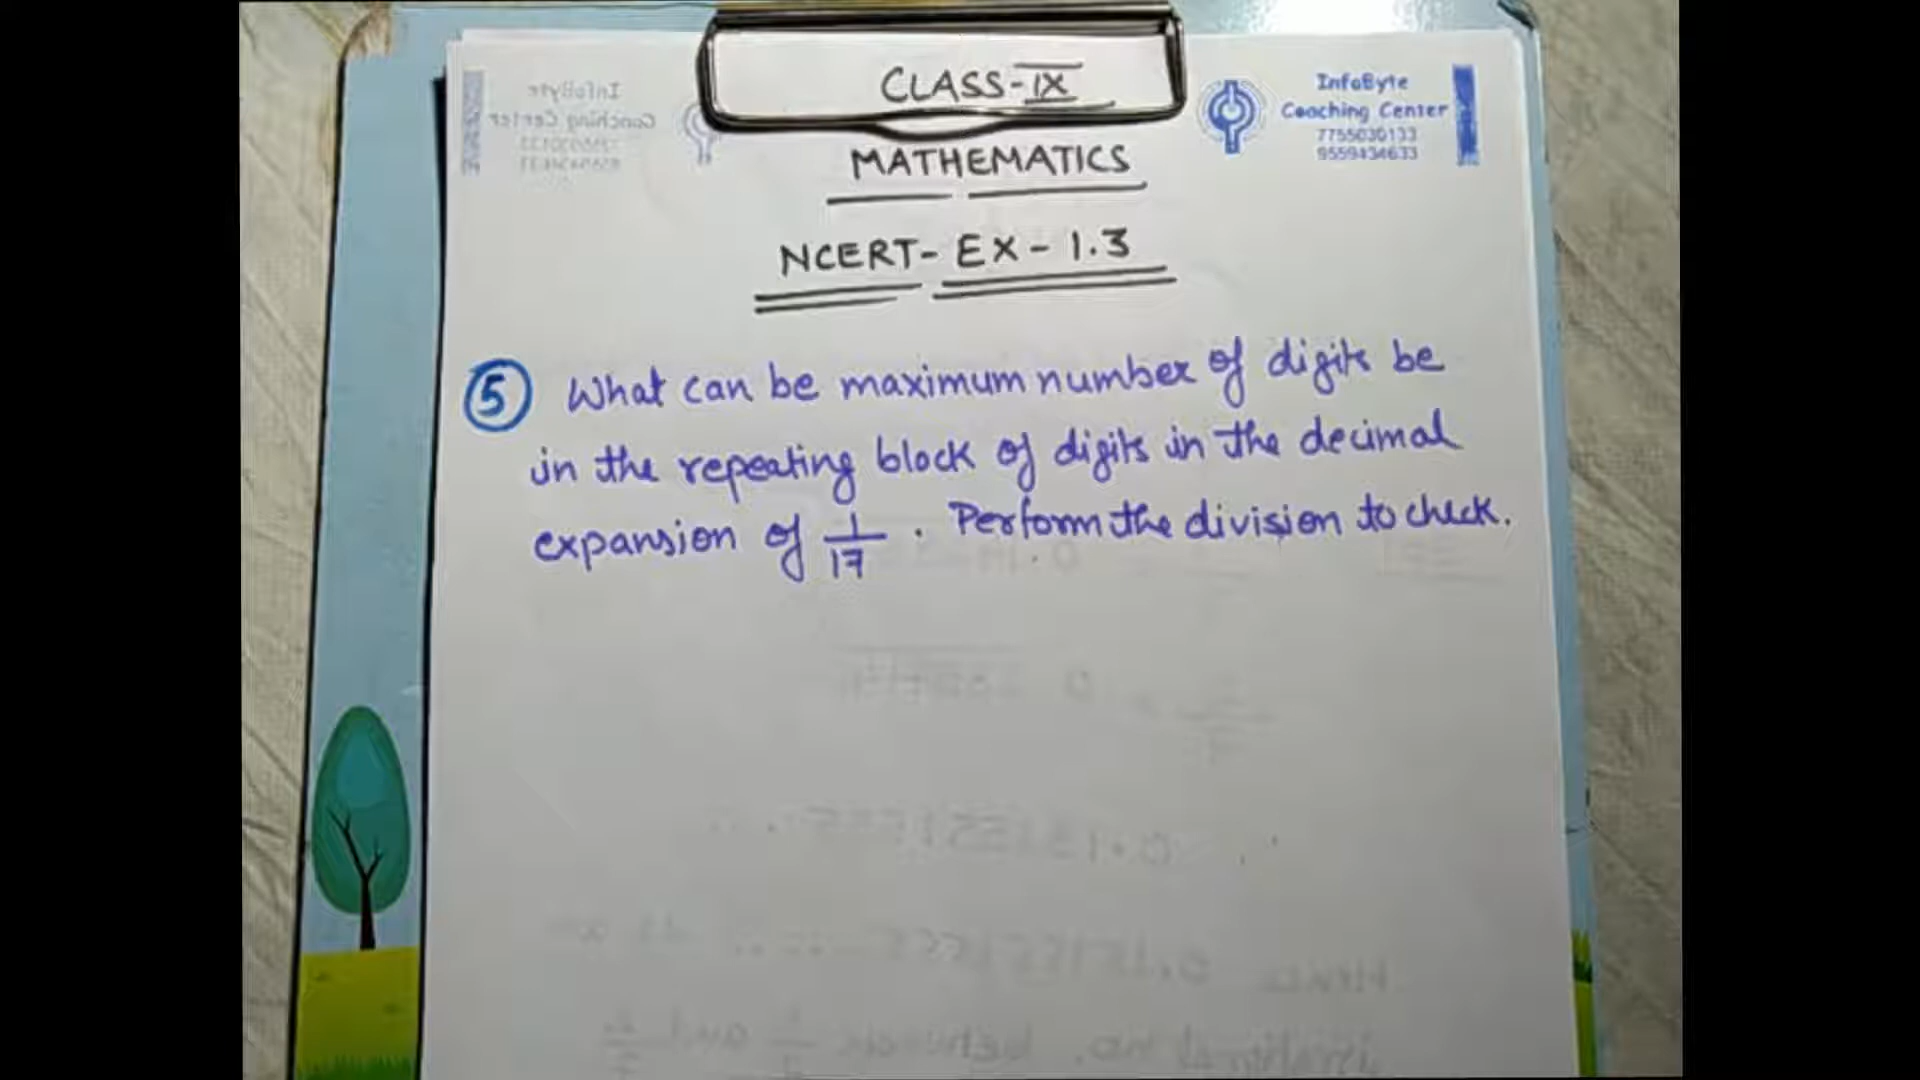 CLASS-IX
InfoByte
Coaching Center
7755030133
9559434633
MATHEMATICS
NCERT- EX - 1.3
5 What can be maximum number of digits be
in the repeating block of digits in the decimal
expansion of 1/17 . Perform the division to check.